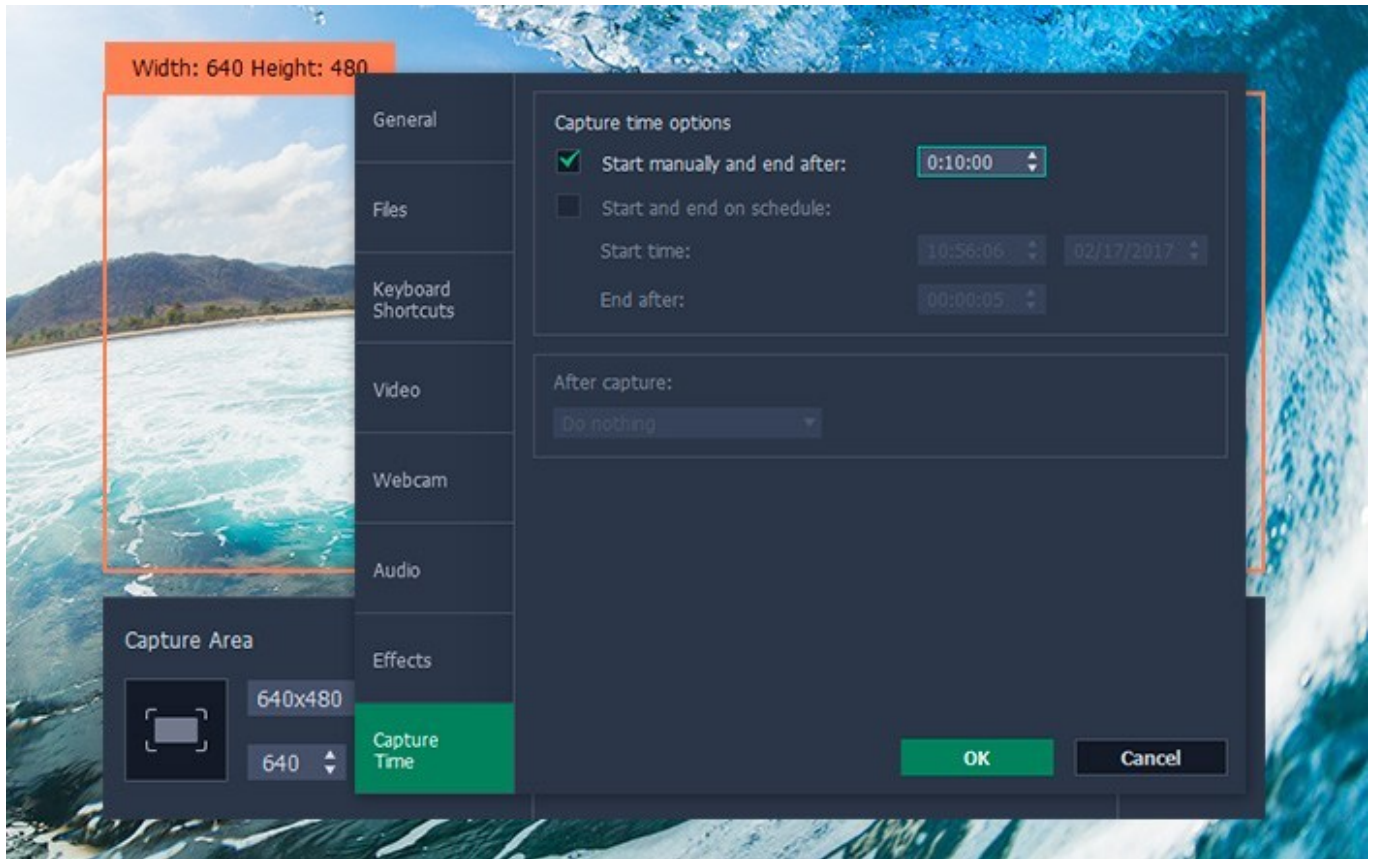 Width: 640 Height: 480
General
Files
Keyboard
Shortcuts
Video
Webcam
Audio
Effects
Capture
Time
Capture time options
Start manually and end after: 0:10:00
Start and end on schedule:
Start time: 10:56:06 02/17/2017
End after: 00:00:05
After capture:
Do nothing
OK Cancel
Capture Area
640x480
640